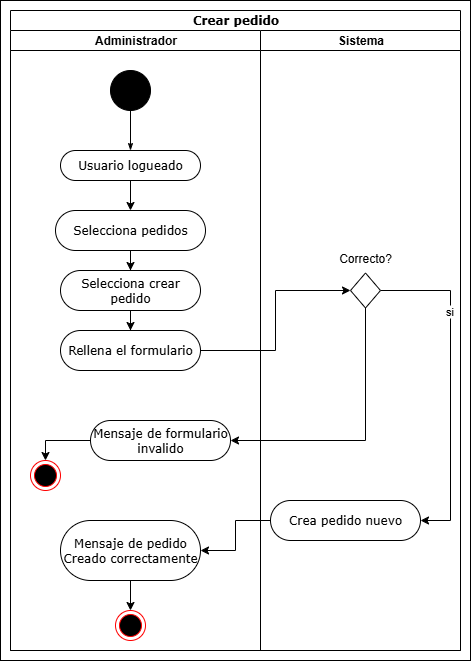 Crear pedido
Administrador
Sistema
Usuario logueado
Selecciona pedidos
Selecciona crear
pedido
Rellena el formulario
Correcto?
si
Mensaje de formulario
invalido
Crea pedido nuevo
Mensaje de pedido
Creado correctamente